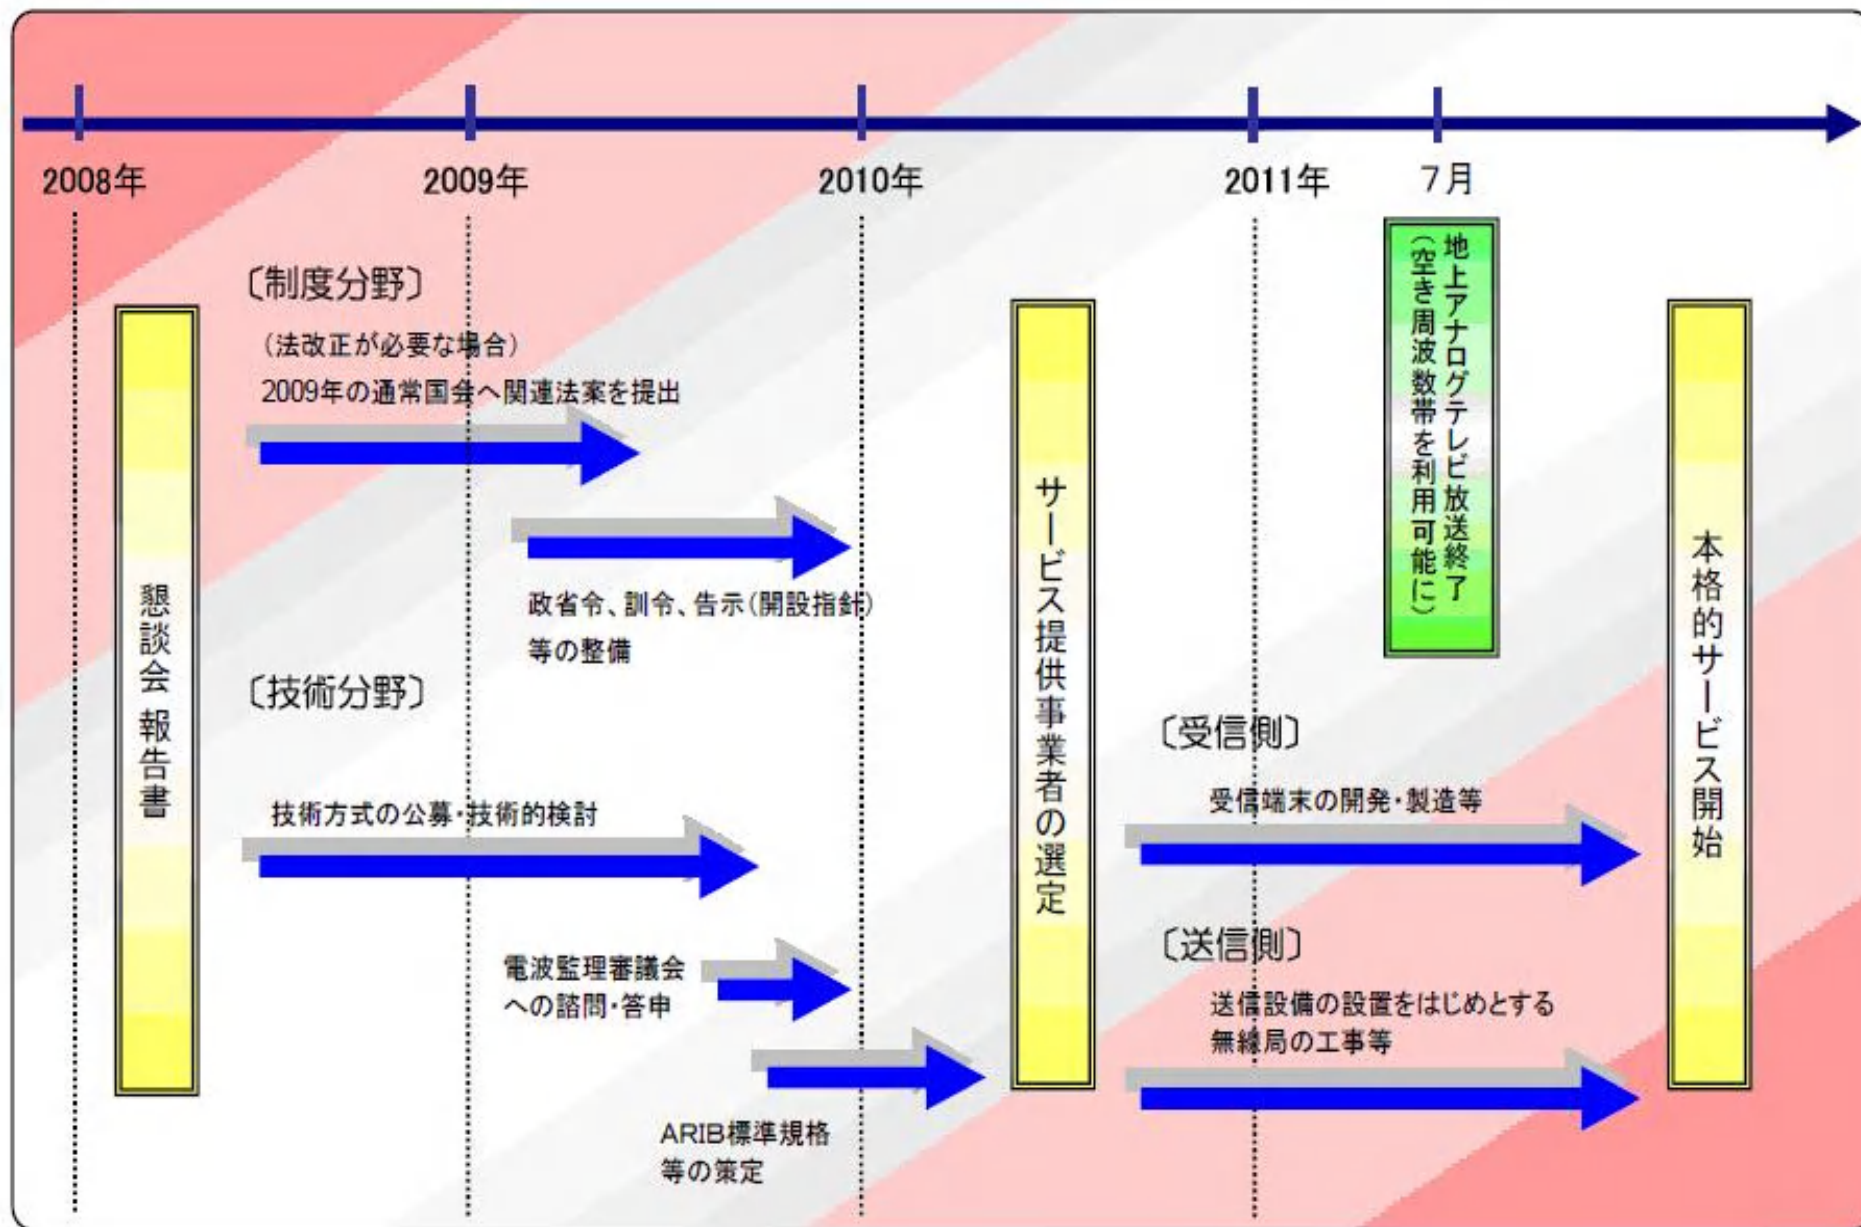 2008年
2009年
2010年
2011年
7月
懇談会 報告書
〔制度分野〕
(法改正が必要な場合)
2009年の通常国会へ関連法案を提出
政省令、訓令、告示(開設指針)
等の整備
〔技術分野〕
技術方式の公募・技術的検討
電波監理審議会
への諮問・答申
ARIB標準規格
等の策定
サービス提供事業者の選定
地上アナログテレビ放送終了
(空き周波数帯を利用可能に)
〔受信側〕
受信端末の開発・製造等
〔送信側〕
送信設備の設置をはじめとする
無線局の工事等
本格的サービス開始